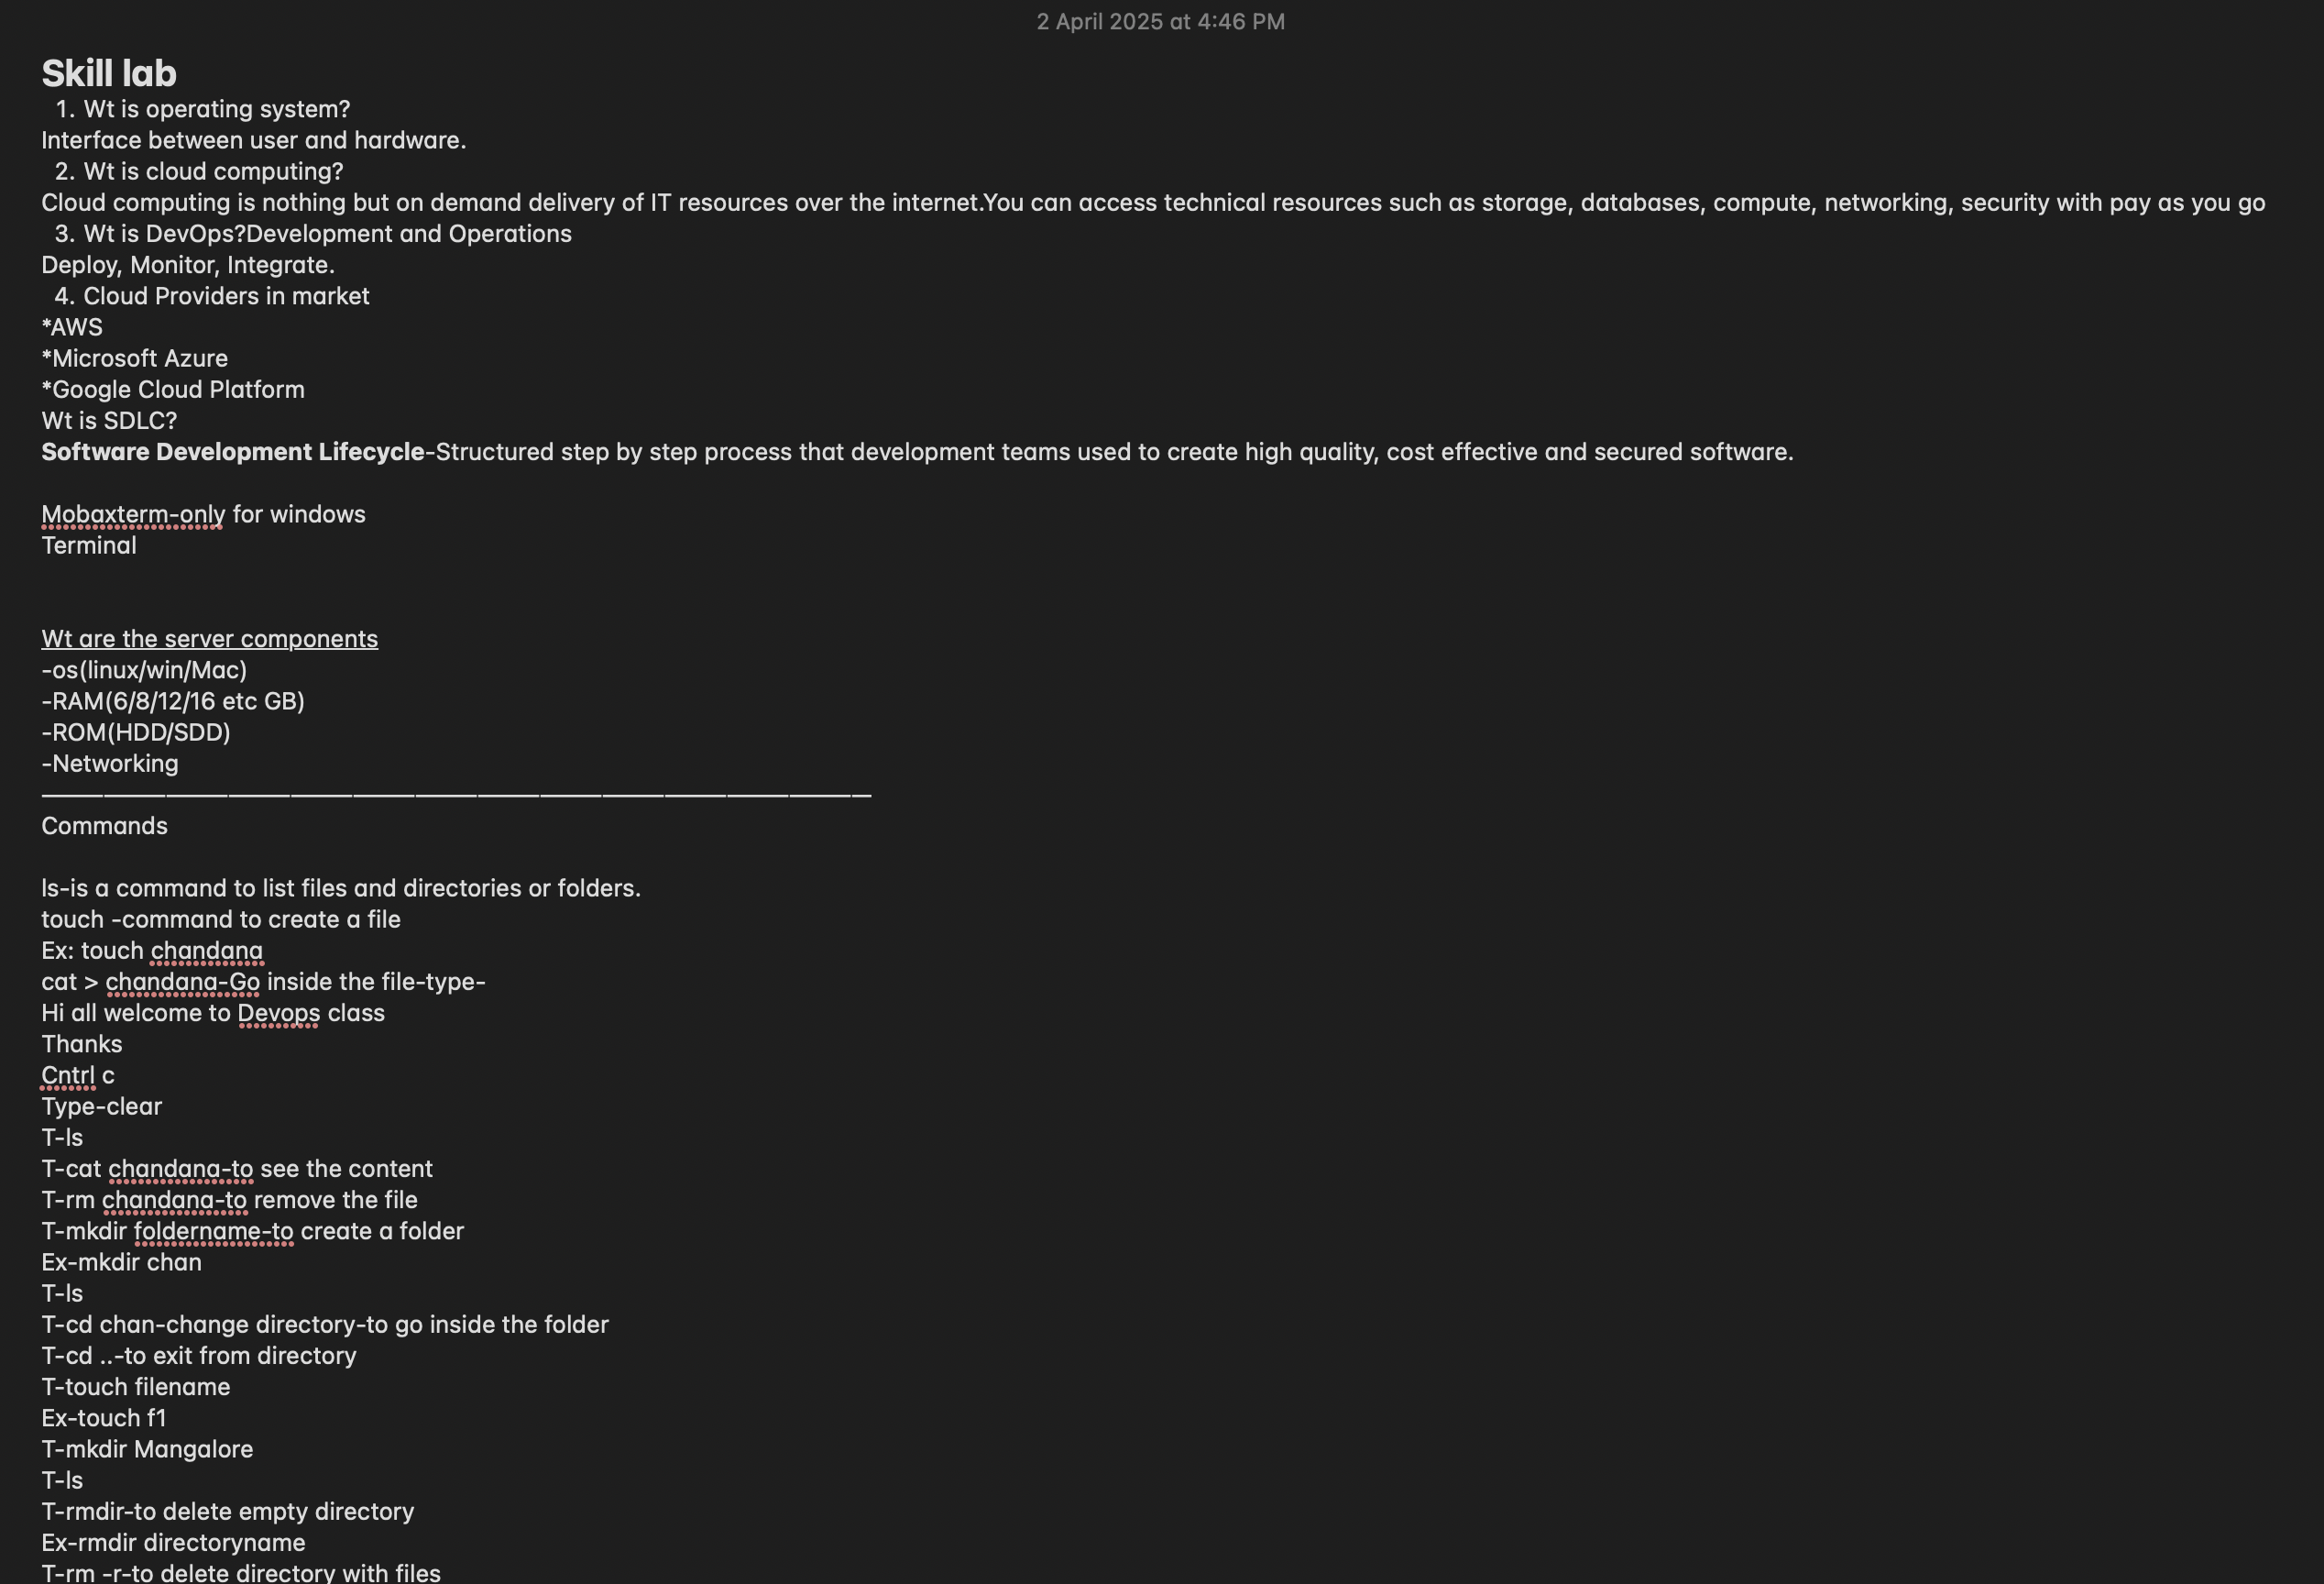 2 April 2025 at 4:46 PM
Skill lab
1. Wt is operating system?
Interface between user and hardware.
2. Wt is cloud computing?
Cloud computing is nothing but on demand delivery of IT resources over the internet.You can access technical resources such as storage, databases, compute, networking, security with pay as you go
3. Wt is DevOps?Development and Operations
Deploy, Monitor, Integrate.
4. Cloud Providers in market
*AWS
*Microsoft Azure
*Google Cloud Platform
Wt is SDLC?
Software Development Lifecycle-Structured step by step process that development teams used to create high quality, cost effective and secured software.
Mobaxterm-only for windows
Terminal
Wt are the server components
-os(linux/win/Mac)
-RAM(6/8/12/16 etc GB)
-ROM(HDD/SDD)
-Networking
—————————————————————————
Commands
ls-is a command to list files and directories or folders.
touch -command to create a file
Ex: touch chandana
cat > chandana-Go inside the file-type-
Hi all welcome to Devops class
Thanks
Cntrl c
Type-clear
T-ls
T-cat chandana-to see the content
T-rm chandana-to remove the file
T-mkdir foldername-to create a folder
Ex-mkdir chan
T-ls
T-cd chan-change directory-to go inside the folder
T-cd ..-to exit from directory
T-touch filename
Ex-touch f1
T-mkdir Mangalore
T-ls
T-rmdir-to delete empty directory
Ex-rmdir directoryname
T-rm -r-to delete directory with files